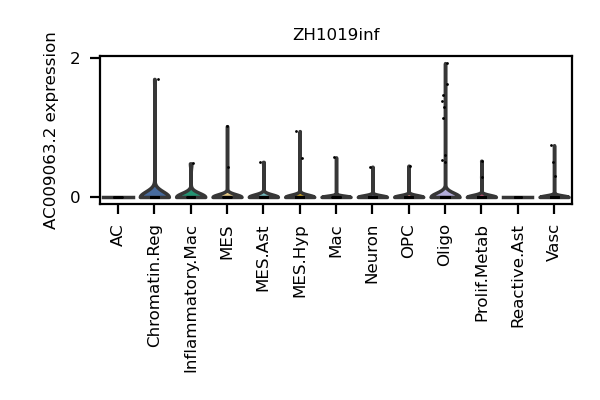 ZH1019inf
AC009063.2 expression
2
0
AC
Chromatin.Reg
Inflammatory.Mac
MES
MES.Ast
MES.Hyp
Mac
Neuron
OPC
Oligo
Prolif.Metab
Reactive.Ast
Vasc